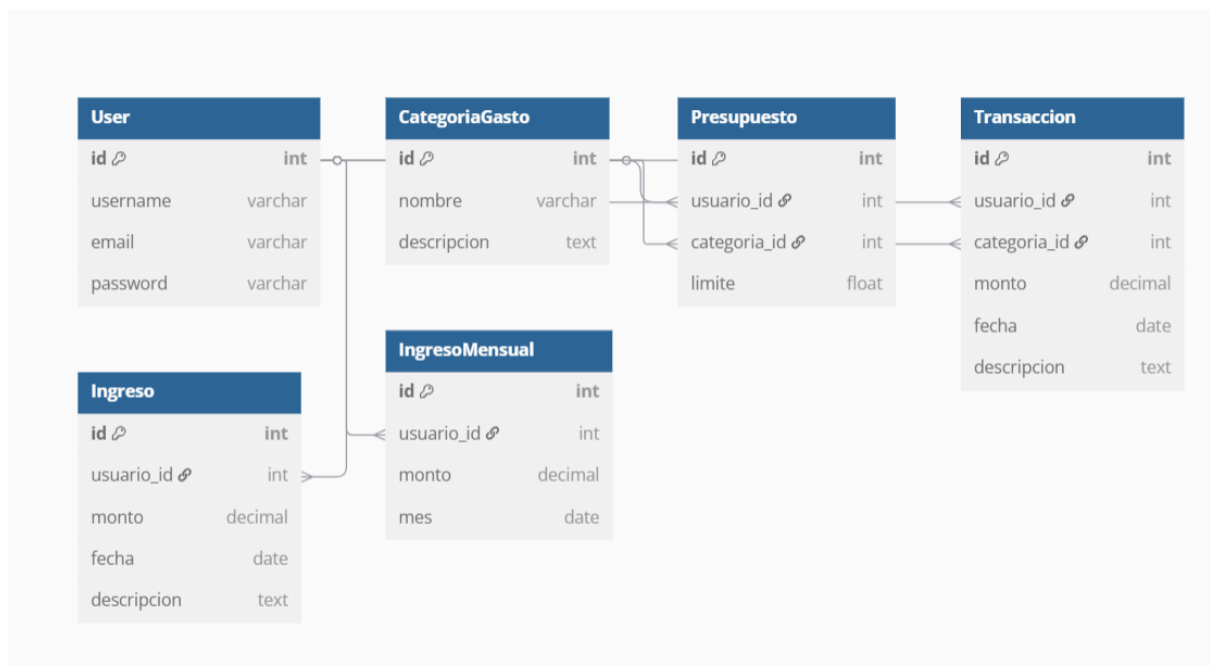 User
id int
username varchar
email varchar
password varchar
CategoriaGasto
id int
nombre varchar
descripcion text
Presupuesto
id int
usuario_id int
categoria_id int
limite float
Transaccion
id int
usuario_id int
categoria_id int
monto decimal
fecha date
descripcion text
Ingreso
id int
usuario_id int
monto decimal
fecha date
descripcion text
IngresoMensual
id int
usuario_id int
monto decimal
mes date